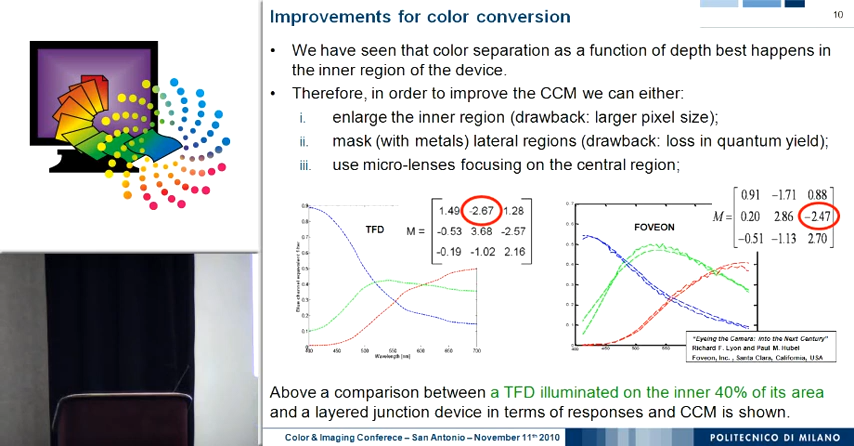 Improvements for color conversion
10
• We have seen that color separation as a function of depth best happens in
the inner region of the device.
• Therefore, in order to improve the CCM we can either:
i. enlarge the inner region (drawback: larger pixel size);
ii. mask (with metals) lateral regions (drawback: loss in quantum yield);
iii. use micro-lenses focusing on the central region;
TFD
M =
1.49 -2.67 1.28
-0.53 3.68 -2.57
-0.19 -1.02 2.16
Wavelength [nm]
FOVEON
M =
0.91 −1.71 0.88
0.20 2.86 −2.47
−0.51 −1.13 2.70
"Eyeing the Camera: into the Next Century"
Richard F. Lyon and Paul M. Hubel
Foveon, Inc. , Santa Clara, California, USA
Above a comparison between a TFD illuminated on the inner 40% of its area
and a layered junction device in terms of responses and CCM is shown.
Color & Imaging Conferece – San Antonio – November 11th 2010
POLITECNICO DI MILANO